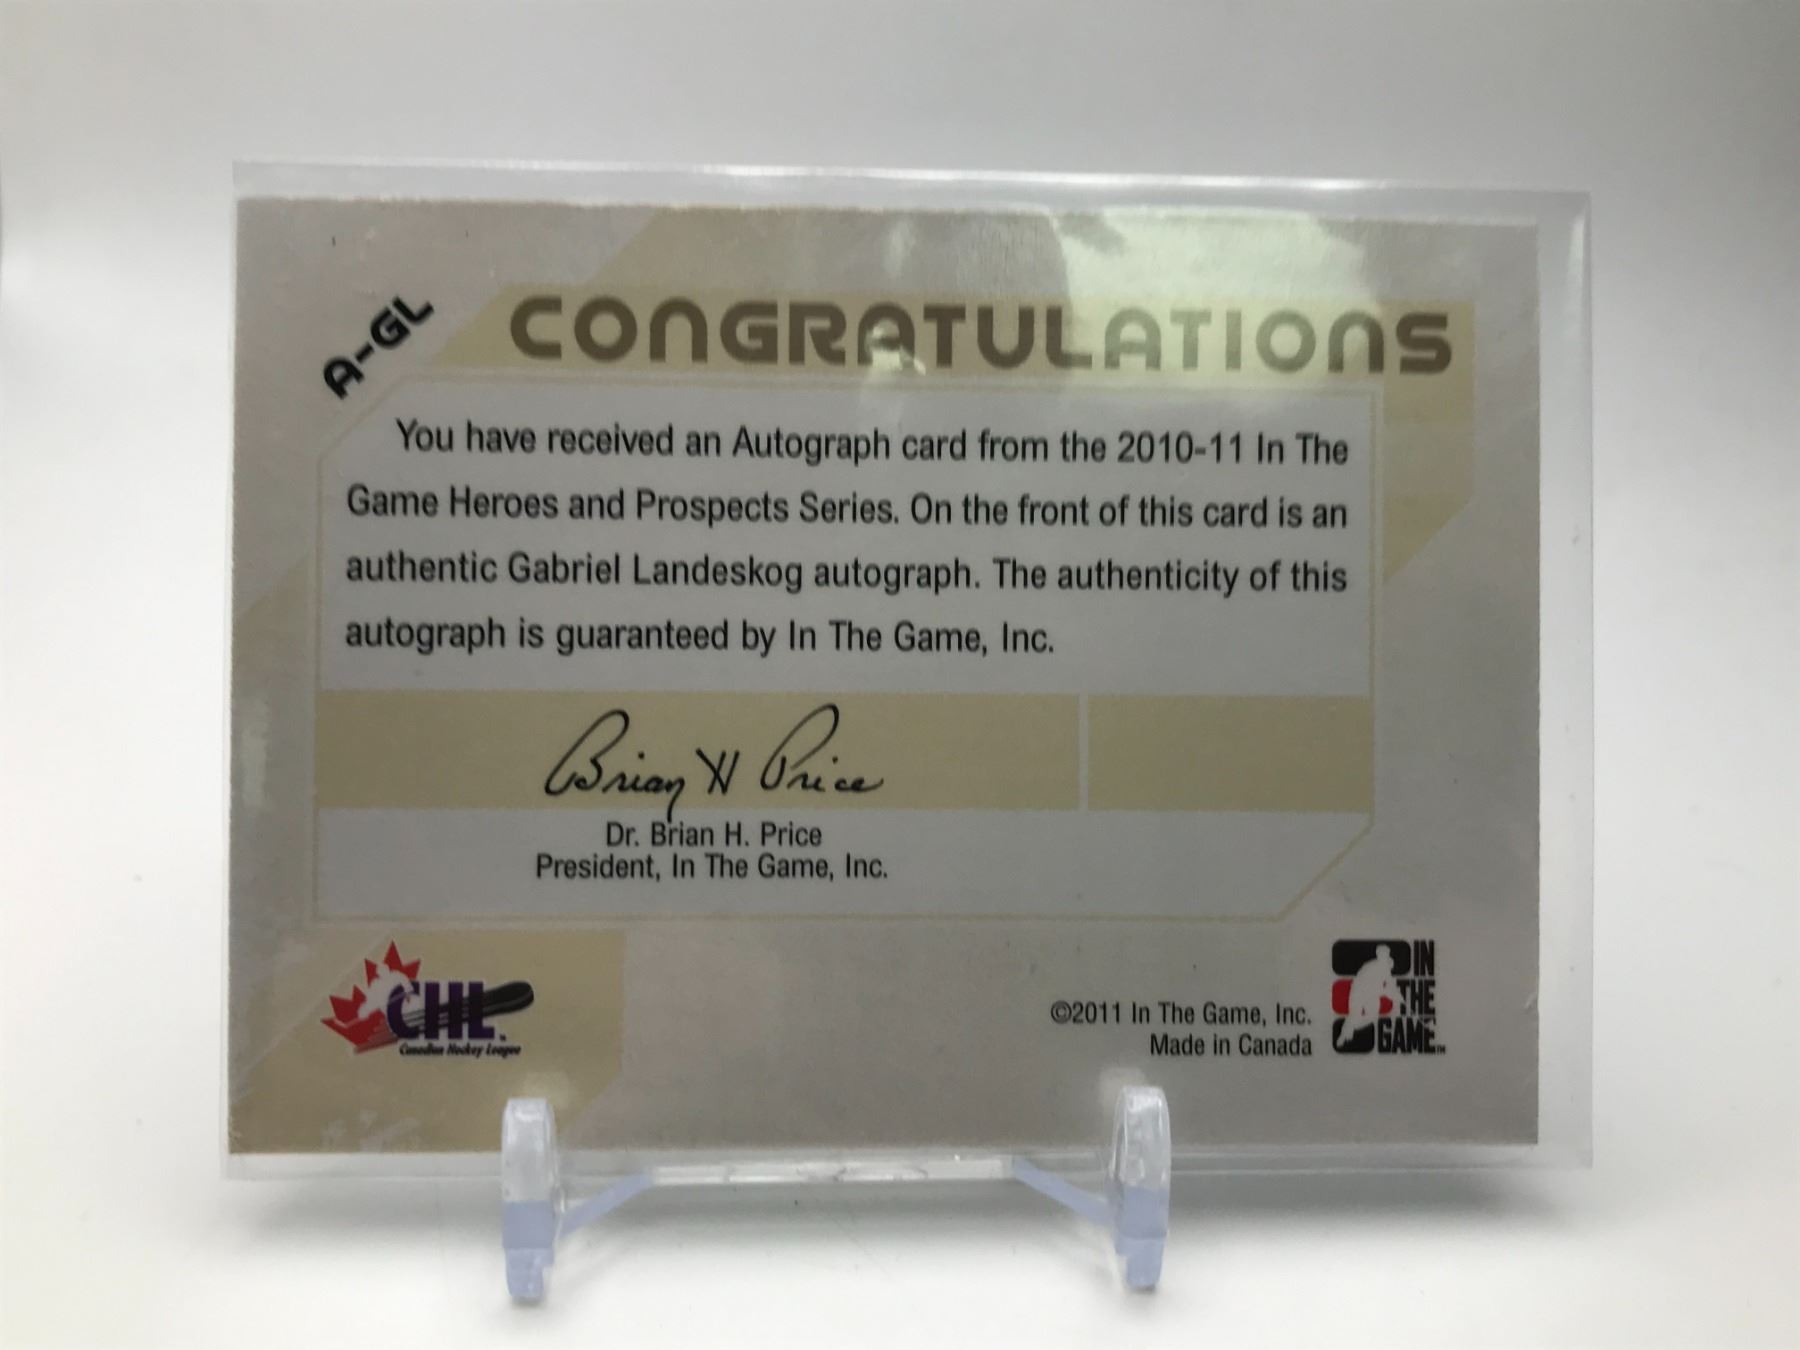 A-GL
CONGRATULATIONS
You have received an Autograph card from the 2010-11 In The
Game Heroes and Prospects Series. On the front of this card is an
authentic Gabriel Landeskog autograph. The authenticity of this
autograph is guaranteed by In The Game, Inc.
Brian H Price
Dr. Brian H. Price
President, In The Game, Inc.
CHL
Canadian Hockey League
©2011 In The Game, Inc.
Made in Canada
IN
THE
GAME™